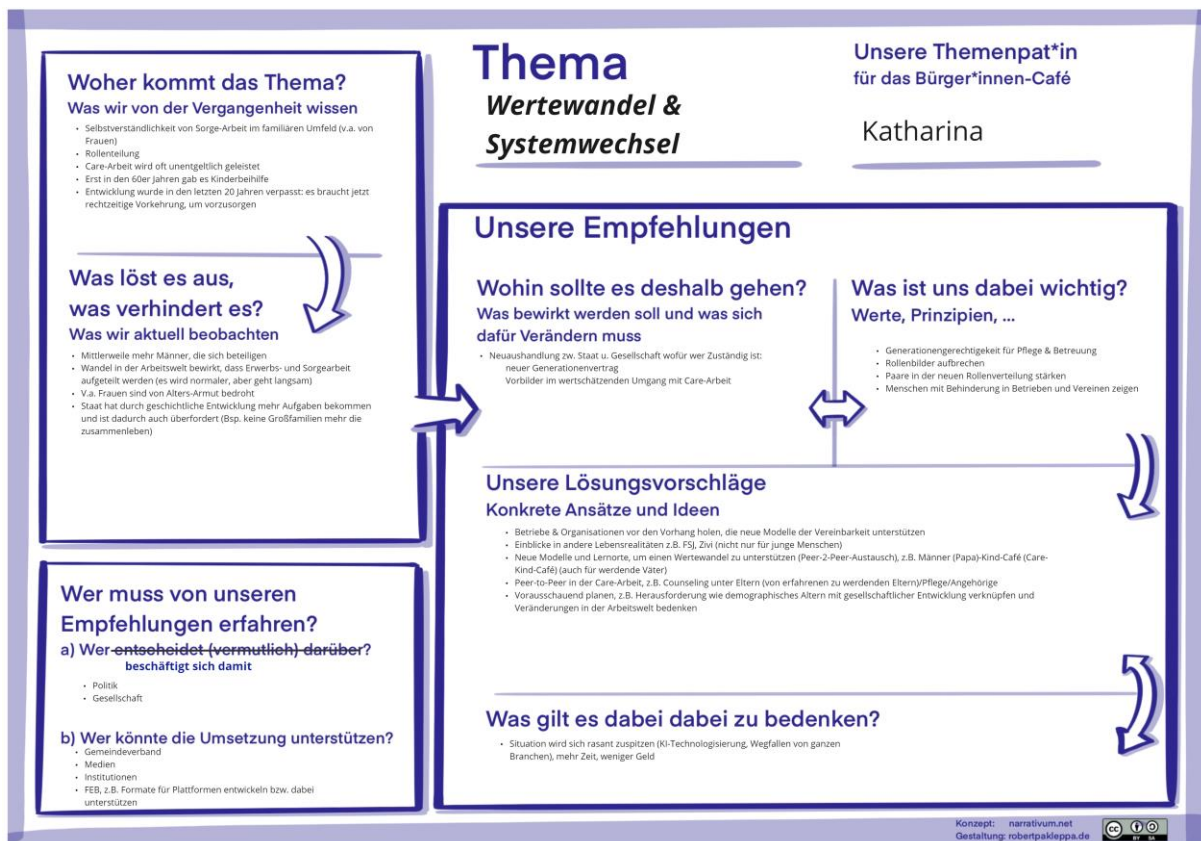 Woher kommt das Thema?
Was wir von der Vergangenheit wissen
• Selbstverständlichkeit von Sorge-Arbeit im familiären Umfeld (v.a. von
Frauen)
• Rollenteilung
• Care-Arbeit wird oft unentgeltlich geleistet
• Erst in den 60er Jahren gab es Kinderbeihilfe
• Entwicklung wurde in den letzten 20 Jahren verpasst: es braucht jetzt
rechtzeitige Vorkehrung, um vorzusorgen
Was löst es aus,
was verhindert es?
Was wir aktuell beobachten
• Mittlerweile mehr Männer, die sich beteiligen
• Wandel in der Arbeitswelt bewirkt, dass Erwerbs- und Sorgearbeit
aufgeteilt werden (es wird normaler, aber geht langsam)
• V.a. Frauen sind von Alters-Armut bedroht
• Staat hat durch geschichtliche Entwicklung mehr Aufgaben bekommen
und ist dadurch auch überfordert (Bsp. keine Großfamilien mehr die
zusammenleben)
Wer muss von unseren
Empfehlungen erfahren?
a) Wer entscheidet (vermutlich) darüber?
beschäftigt sich damit
• Politik
• Gesellschaft
b) Wer könnte die Umsetzung unterstützen?
• Gemeindeverband
• Medien
• Institutionen
• FEB, z.B. Formate für Plattformen entwickeln bzw. dabei
unterstützen
Thema
Wertewandel &
Systemwechsel
Unsere Themenpat*in
für das Bürger*innen-Café
Katharina
Unsere Empfehlungen
Wohin sollte es deshalb gehen?
Was bewirkt werden soll und was sich
dafür Verändern muss
• Neuaushandlung zw. Staat u. Gesellschaft wofür wer Zuständig ist:
neuer Generationenvertrag
Vorbilder im wertschätzenden Umgang mit Care-Arbeit
Was ist uns dabei wichtig?
Werte, Prinzipien, ...
• Generationengerechtigekeit für Pflege & Betreuung
• Rollenbilder aufbrechen
• Paare in der neuen Rollenverteilung stärken
• Menschen mit Behinderung in Betrieben und Vereinen zeigen
Unsere Lösungsvorschläge
Konkrete Ansätze und Ideen
• Betriebe & Organisationen vor den Vorhang holen, die neue Modelle der Vereinbarkeit unterstützen
• Einblicke in andere Lebensrealitäten z.B. FSJ, Zivi (nicht nur für junge Menschen)
• Neue Modelle und Lernorte, um einen Wertewandel zu unterstützen (Peer-2-Peer-Austausch), z.B. Männer (Papa)-Kind-Café (Care-
Kind-Café) (auch für werdende Väter)
• Peer-to-Peer in der Care-Arbeit, z.B. Counseling unter Eltern (von erfahrenen zu werdenden Eltern)/Pflege/Angehörige
• Vorausschauend planen, z.B. Herausforderung wie demographisches Altern mit gesellschaftlicher Entwicklung verknüpfen und
Veränderungen in der Arbeitswelt bedenken
Was gilt es dabei dabei zu bedenken?
• Situation wird sich rasant zuspitzen (KI-Technologisierung, Wegfallen von ganzen
Branchen), mehr Zeit, weniger Geld
Konzept: narrativum.net
Gestaltung: robertpakleppa.de
cc BY SA